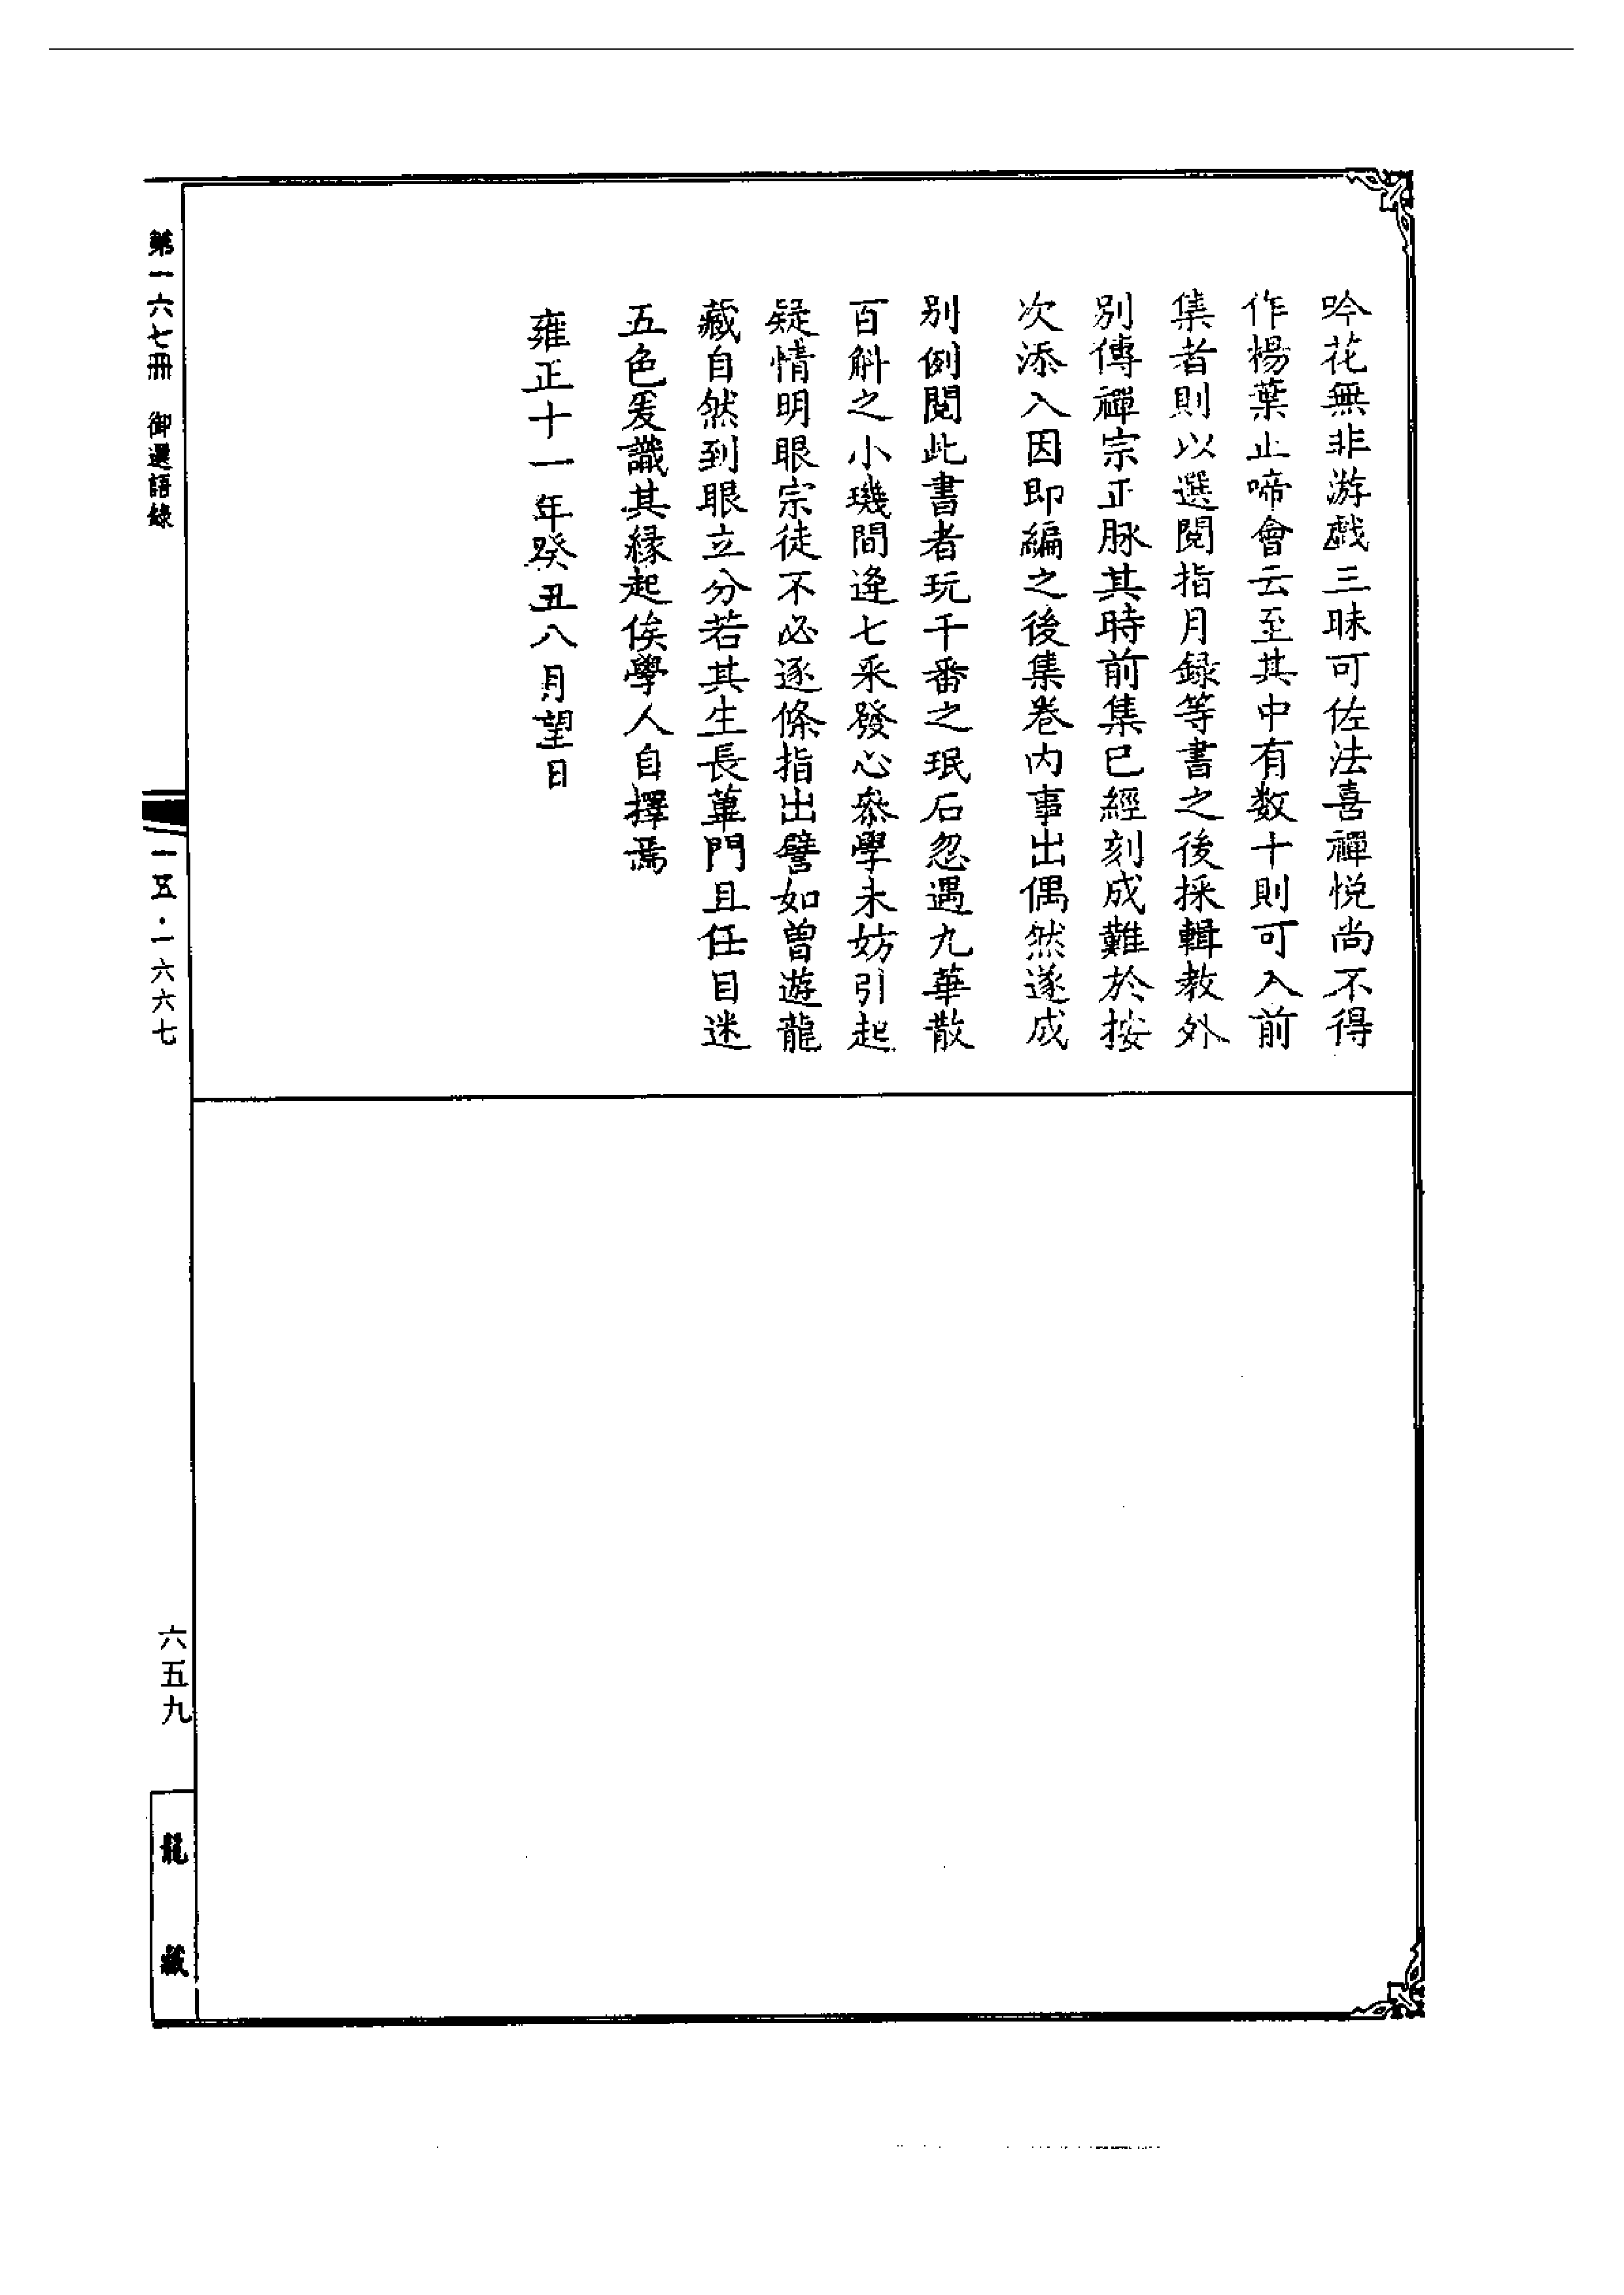 吟花無非游戲三昧可佐法喜禪悅尚不得
作楊葉止啼會云至其中有数十則可入前
集者則以選閱指月録等書之後採輯教外
別傳禪宗正脉其時前集已經刻成難於按
次添入因即編之後集卷内事出偶然遂成
別例閱此書者玩千番之珉石忽遇九華散
百斛之小璣間逢七采發心叅學未妨引起
疑情明眼宗徒不必逐條指出譬如曾遊龍
藏自然到眼立分若其生長蓽門且任目迷
五色爰識其縁起俟學人自擇焉
雍正十一年癸丑八月望日
第一六七冊 御選語錄
一五·一六六七
六五九
龍藏